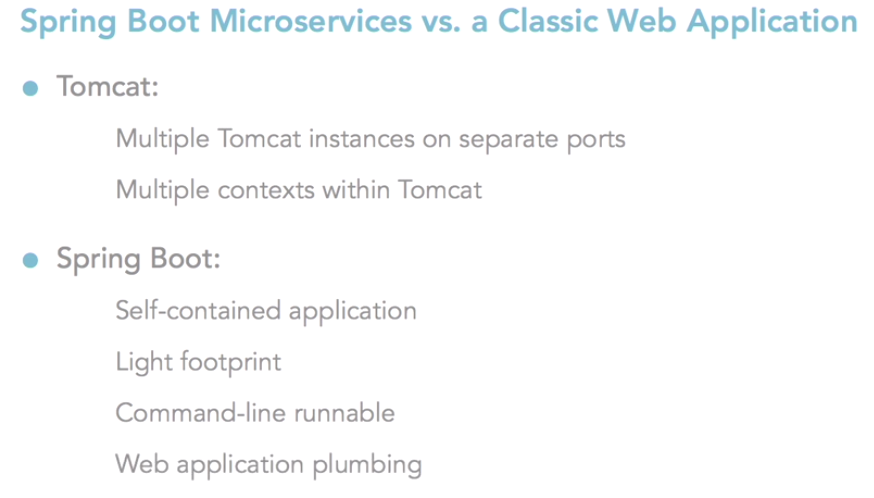 Spring Boot Microservices vs. a Classic Web Application
Tomcat:
Multiple Tomcat instances on separate ports
Multiple contexts within Tomcat
Spring Boot:
Self-contained application
Light footprint
Command-line runnable
Web application plumbing